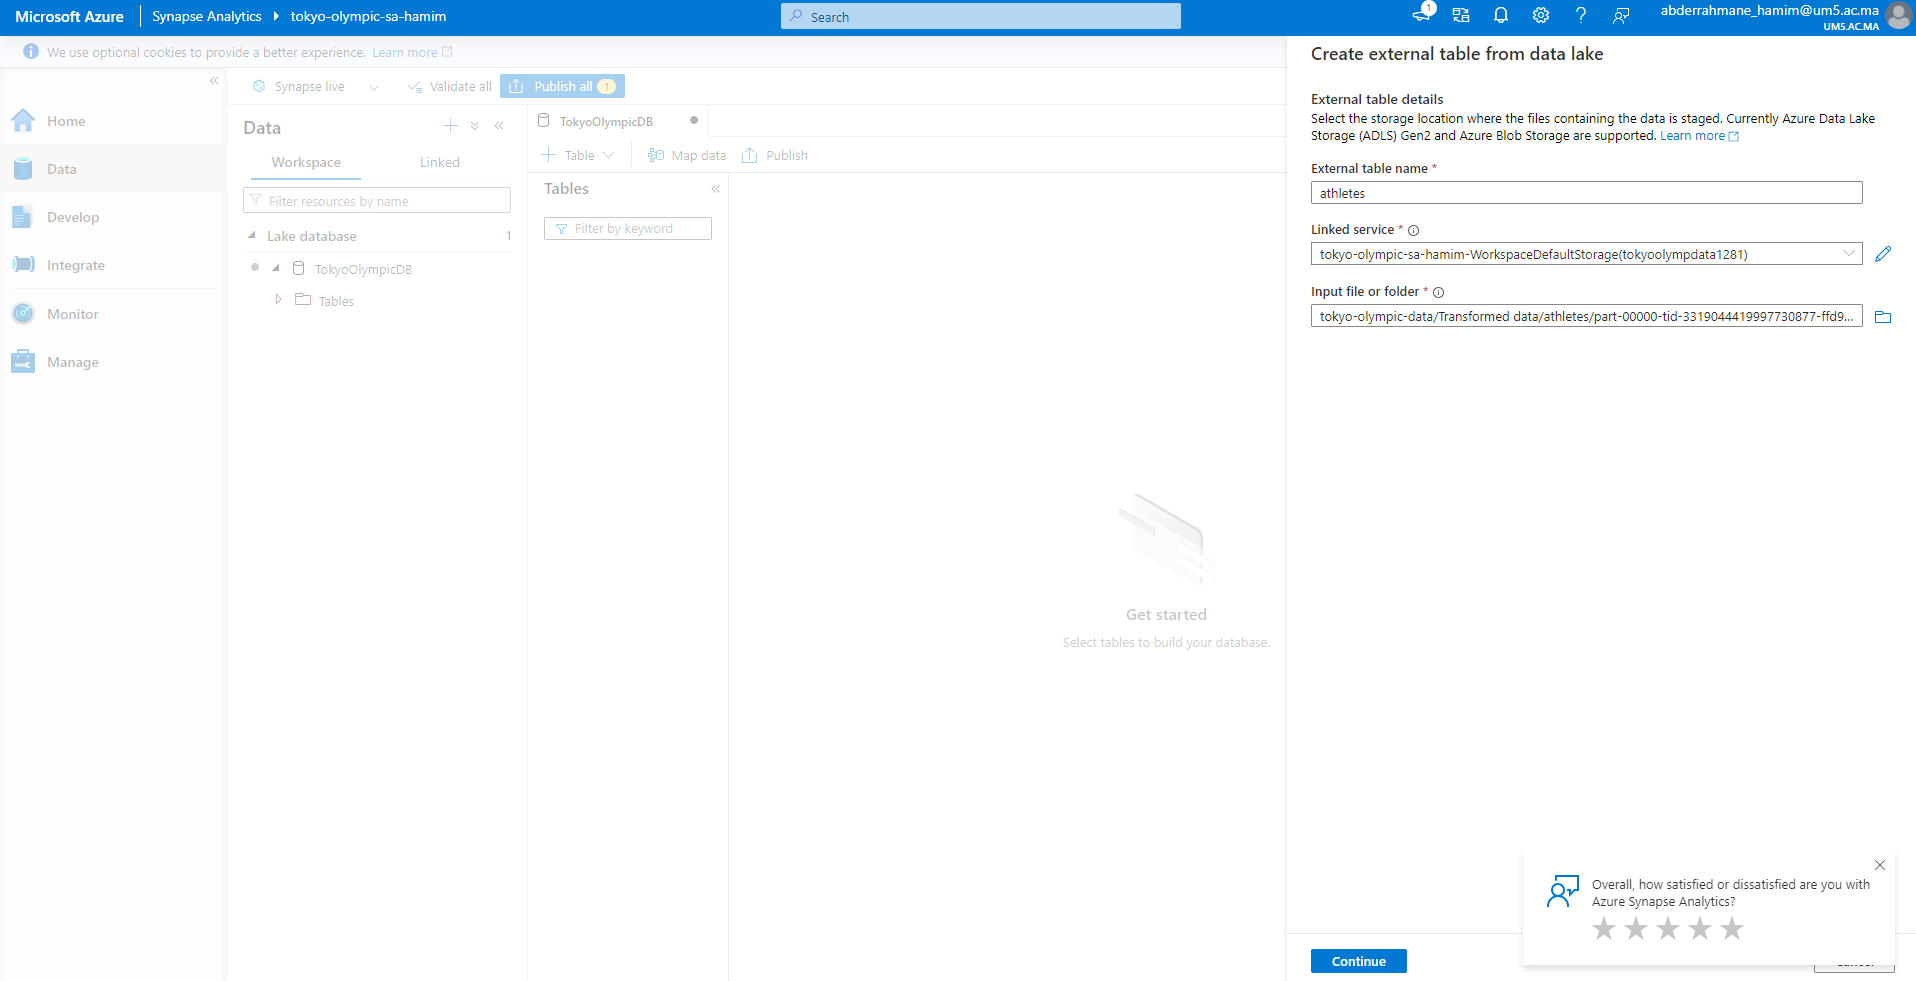 Microsoft Azure
Synapse Analytics
tokyo-olympic-sa-hamim
Search
1
abderrahmane_hamim@um5.ac.ma
UM5.AC.MA
We use optional cookies to provide a better experience. Learn more
Synapse live
Validate all
Publish all 1
Home
Data
Develop
Integrate
Monitor
Manage
Data
Workspace
Linked
Filter resources by name
Lake database 1
TokyoOlympicDB
Tables
TokyoOlympicDB
Table
Map data
Publish
Tables
Filter by keyword
Get started
Select tables to build your database.
Create external table from data lake
External table details
Select the storage location where the files containing the data is staged. Currently Azure Data Lake
Storage (ADLS) Gen2 and Azure Blob Storage are supported. Learn more
External table name *
athletes
Linked service *
tokyo-olympic-sa-hamim-WorkspaceDefaultStorage(tokyoolympdata1281)
Input file or folder *
tokyo-olympic-data/Transformed data/athletes/part-00000-tid-3319044419997730877-ffd9...
Overall, how satisfied or dissatisfied are you with
Azure Synapse Analytics?
Continue